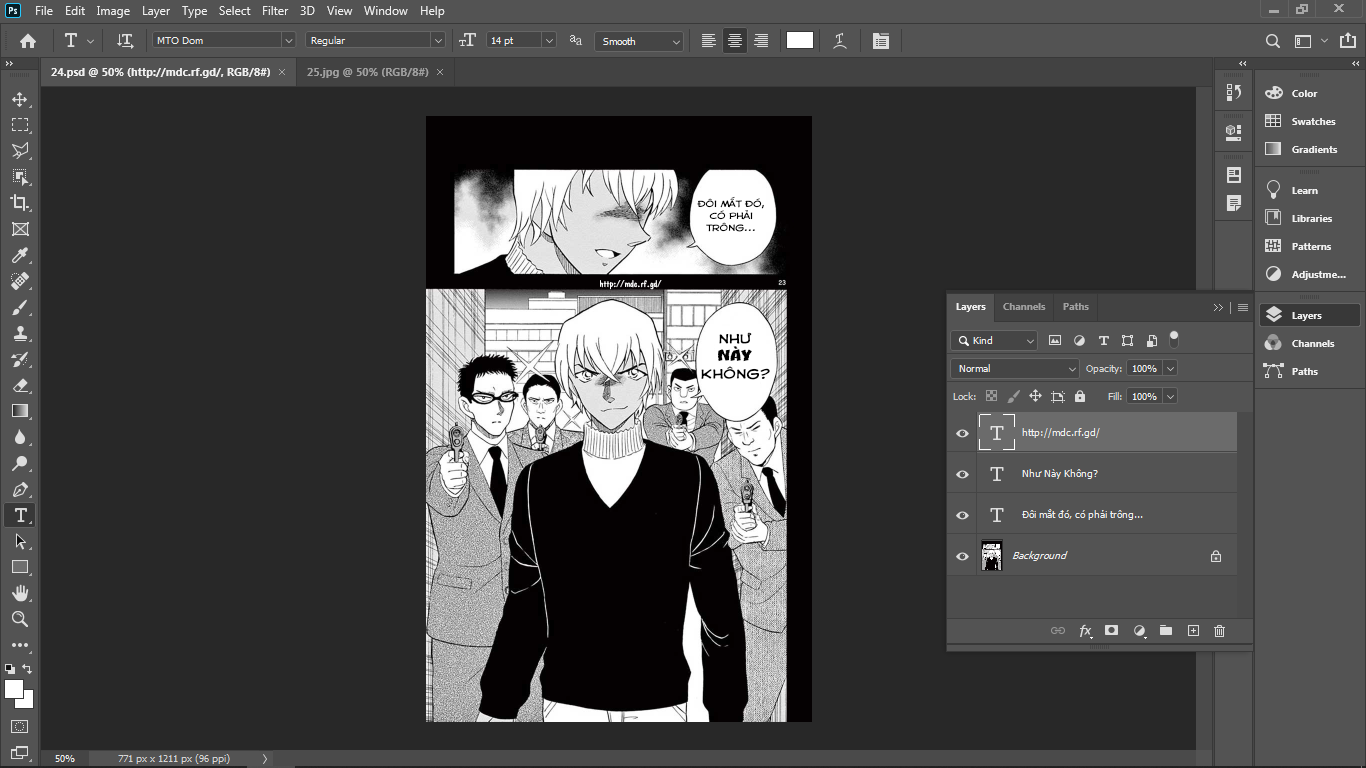 Ps File Edit Image Layer Type Select Filter 3D View Window Help
MTO Dom Regular 14 pt Smooth
24.psd @ 50% (http://mdc.rf.gd/, RGB/8#) 25.jpg @ 50% (RGB/8#)
ĐÔI MẮT ĐÓ,
CÓ PHẢI
TRÔNG...
http://mdc.rf.gd/
23
NHƯ
NÀY
KHÔNG?
Color
Swatches
Gradients
Learn
Libraries
Patterns
Adjustme...
Layers
Channels
Paths
Layers Channels Paths
Kind
Normal Opacity: 100%
Lock: Fill: 100%
http://mdc.rf.gd/
Như Này Không?
Đôi mắt đó, có phải trông...
Background
50% 771 px x 1211 px (96 ppi)